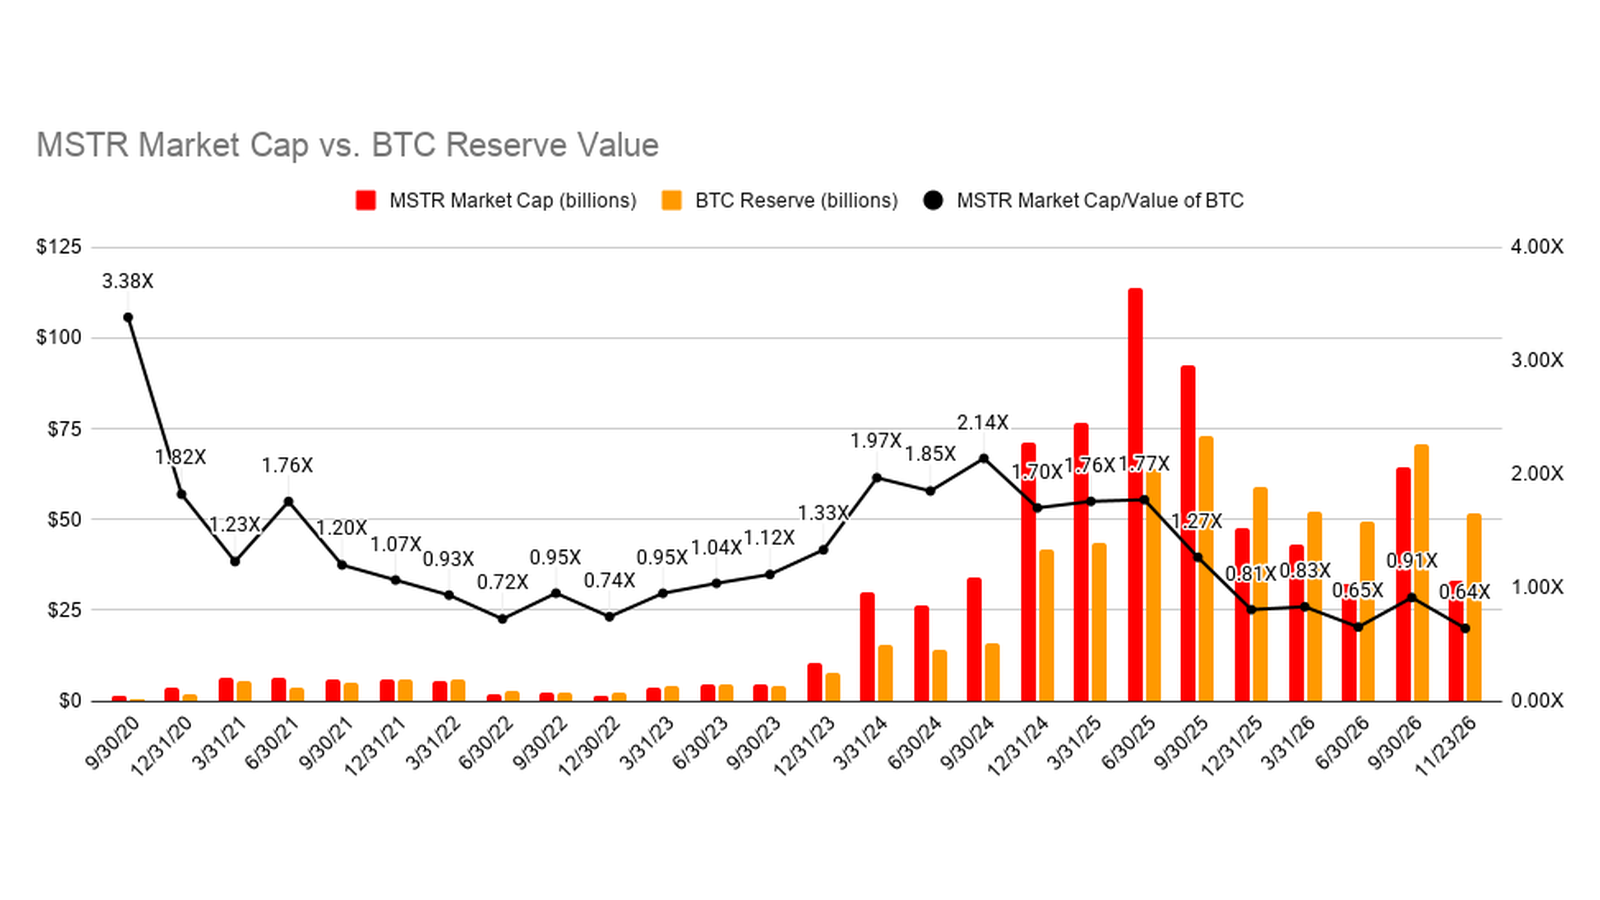 MSTR Market Cap vs. BTC Reserve Value
MSTR Market Cap (billions) BTC Reserve (billions) MSTR Market Cap/Value of BTC
$125
$100
$75
$50
$25
$0
4.00X
3.00X
2.00X
1.00X
0.00X
3.38X
1.82X
1.23X
1.76X
1.20X
1.07X
0.93X
0.72X
0.95X
0.74X
0.95X
1.04X
1.12X
1.33X
1.97X
1.85X
2.14X
1.70X
1.76X
1.77X
1.27X
0.81X
0.83X
0.65X
0.91X
0.64X
9/30/20
12/31/20
3/31/21
6/30/21
9/30/21
12/31/21
3/31/22
6/30/22
9/30/22
12/30/22
3/31/23
6/30/23
9/30/23
12/31/23
3/31/24
6/30/24
9/30/24
12/31/24
3/31/25
6/30/25
9/30/25
12/31/25
3/31/26
6/30/26
9/30/26
11/23/26